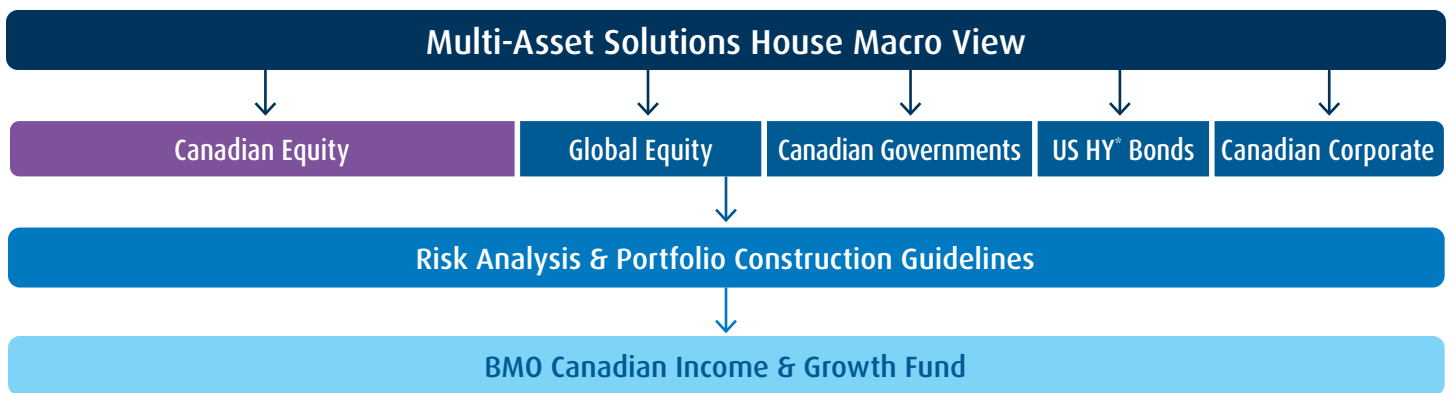 Multi-Asset Solutions House Macro View
Canadian Equity
Global Equity
Canadian Governments
US HY* Bonds
Canadian Corporate
Risk Analysis & Portfolio Construction Guidelines
BMO Canadian Income & Growth Fund